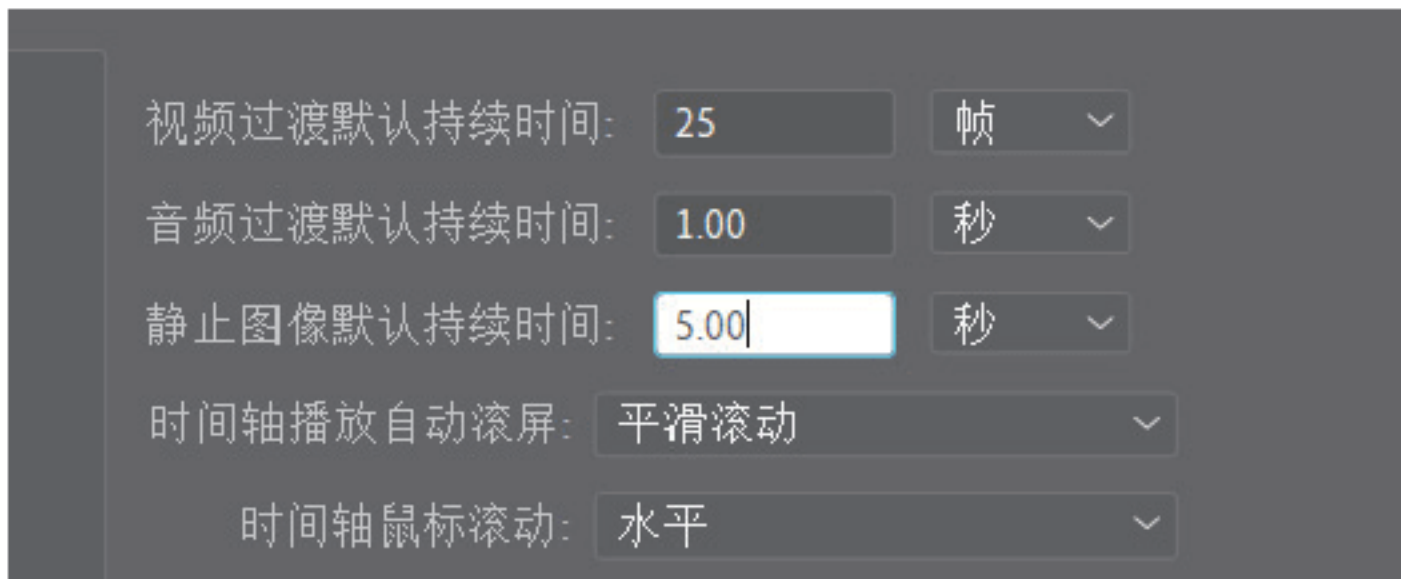 视频过渡默认持续时间: 25 帧
音频过渡默认持续时间: 1.00 秒
静止图像默认持续时间: 5.00 秒
时间轴播放自动滚屏: 平滑滚动
时间轴鼠标滚动: 水平